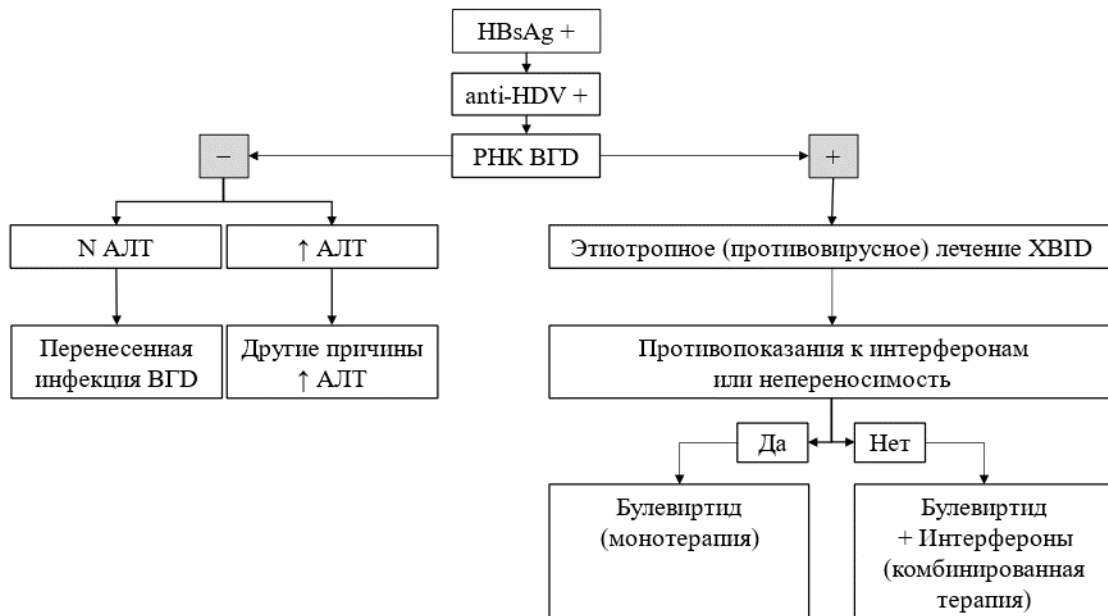 HBsAg +
anti-HDV +
РНК ВГD
−
+
N АЛТ
↑ АЛТ
Этиотропное (противовирусное) лечение ХВГD
Перенесенная
инфекция ВГD
Другие причины
↑ АЛТ
Противопоказания к интерферонам
или непереносимость
Да
Нет
Булевиртид
(монотерапия)
Булевиртид
+ Интерфероны
(комбинированная
терапия)